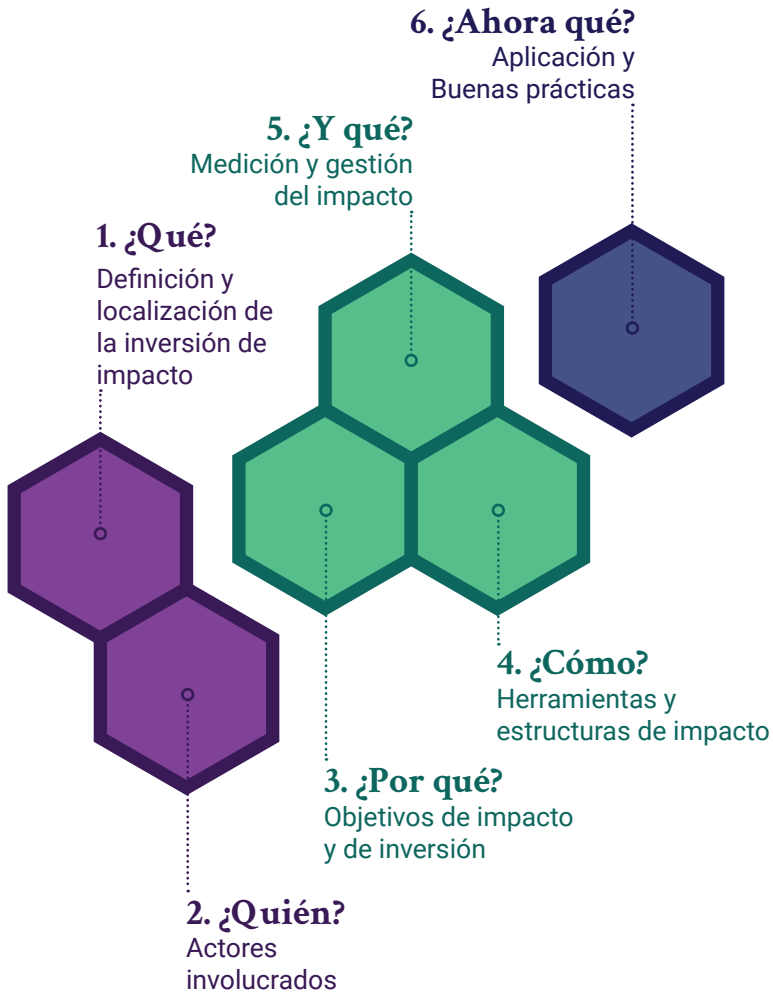 6. ¿Ahora qué?
Aplicación y
Buenas prácticas
5. ¿Y qué?
Medición y gestión
del impacto
1. ¿Qué?
Definición y
localización de
la inversión de
impacto
4. ¿Cómo?
Herramientas y
estructuras de impacto
3. ¿Por qué?
Objetivos de impacto
y de inversión
2. ¿Quién?
Actores
involucrados